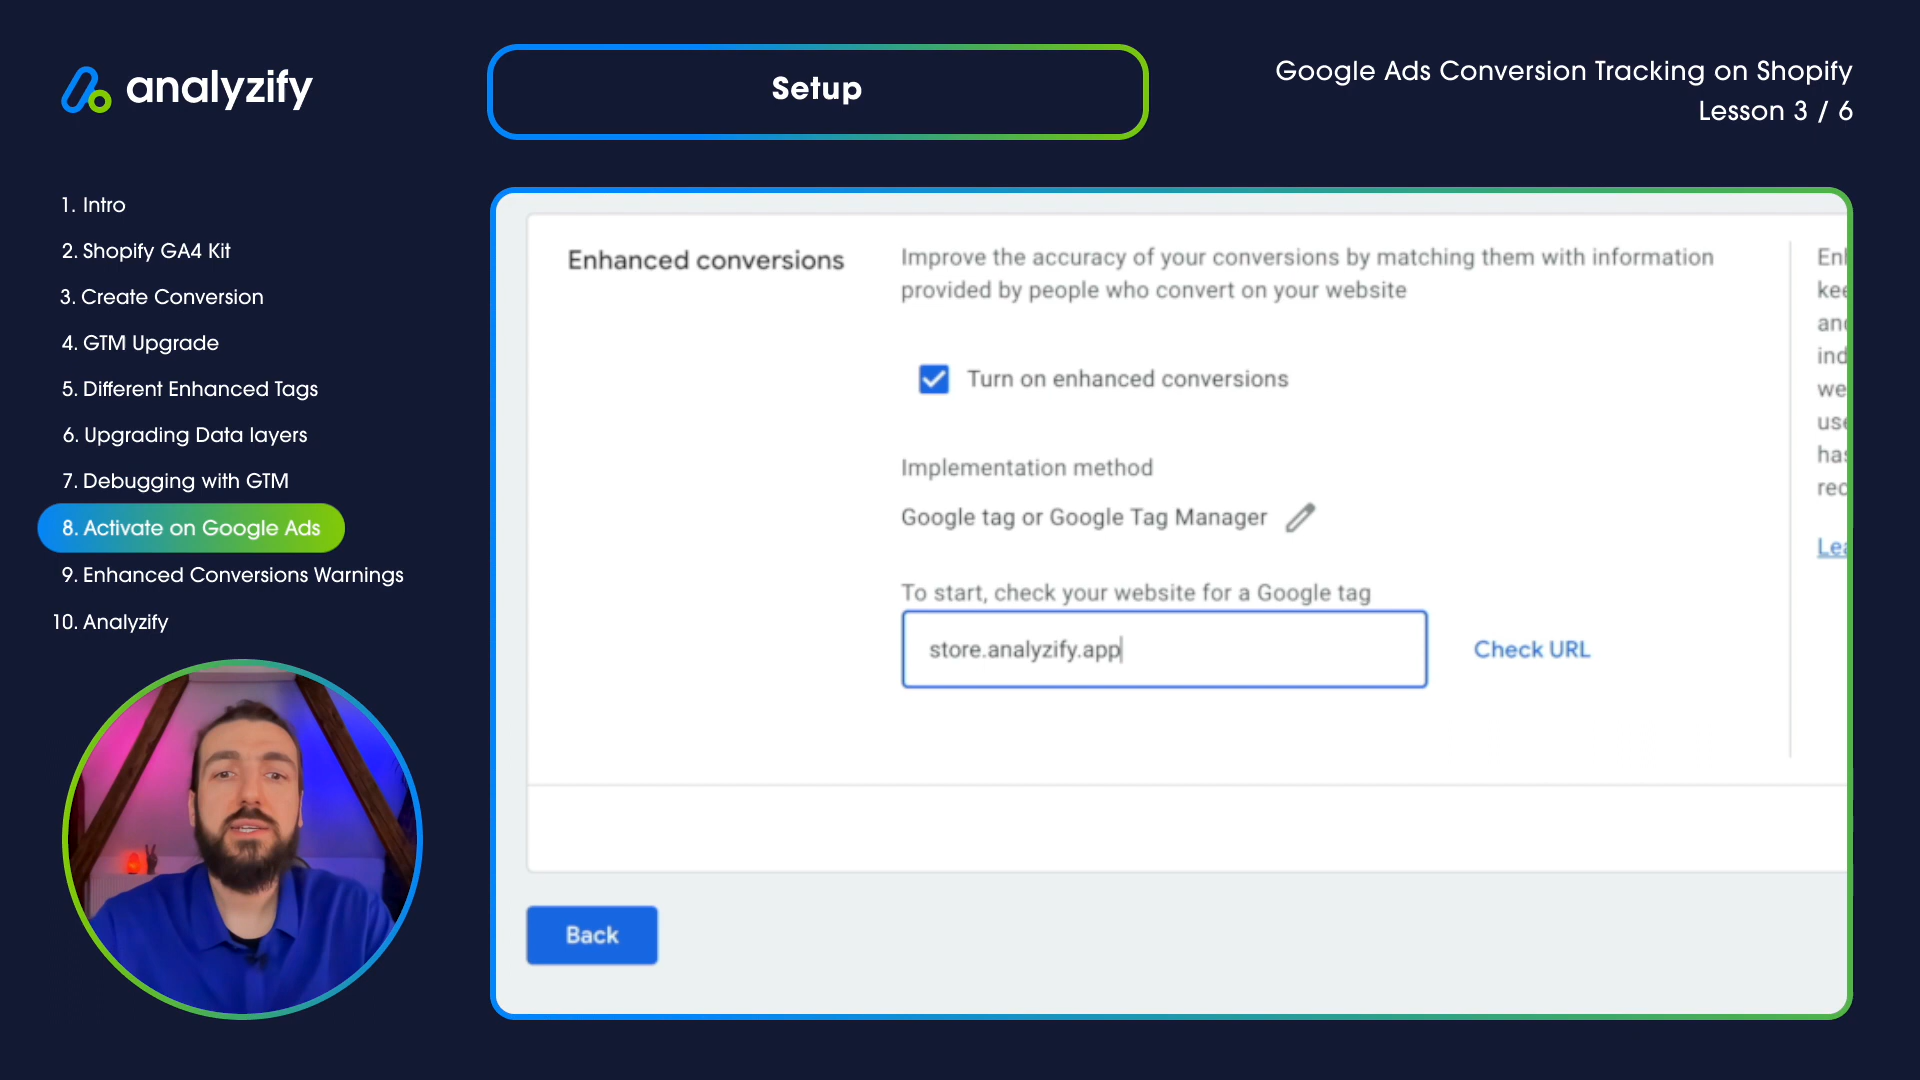 analyzify
Setup
Google Ads Conversion Tracking on Shopify
Lesson 3 / 6
1. Intro
2. Shopify GA4 Kit
3. Create Conversion
4. GTM Upgrade
5. Different Enhanced Tags
6. Upgrading Data layers
7. Debugging with GTM
8. Activate on Google Ads
9. Enhanced Conversions Warnings
10. Analyzify
Enhanced conversions
Improve the accuracy of your conversions by matching them with information
provided by people who convert on your website
Turn on enhanced conversions
Implementation method
Google tag or Google Tag Manager
To start, check your website for a Google tag
store.analyzify.app
Check URL
Back